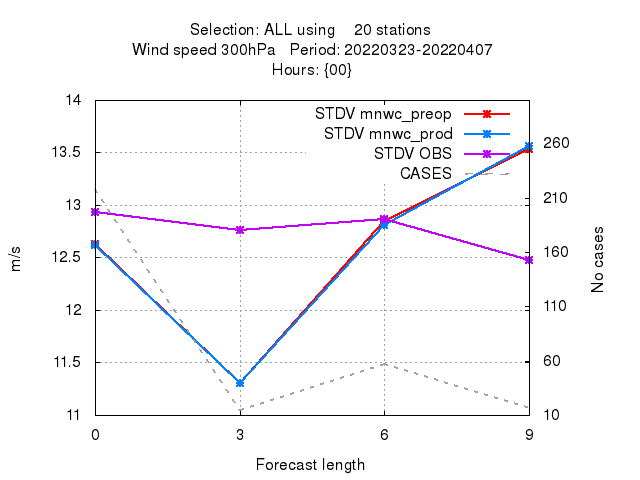 Selection: ALL using    20 stations
Wind speed 300hPa   Period: 20220323-20220407
Hours: {00}
STDV mnwc_preop
STDV mnwc_prod
STDV OBS
CASES
14
13.5
13
12.5
12
11.5
11
260
210
160
110
60
10
m/s
No cases
0 3 6 9
Forecast length